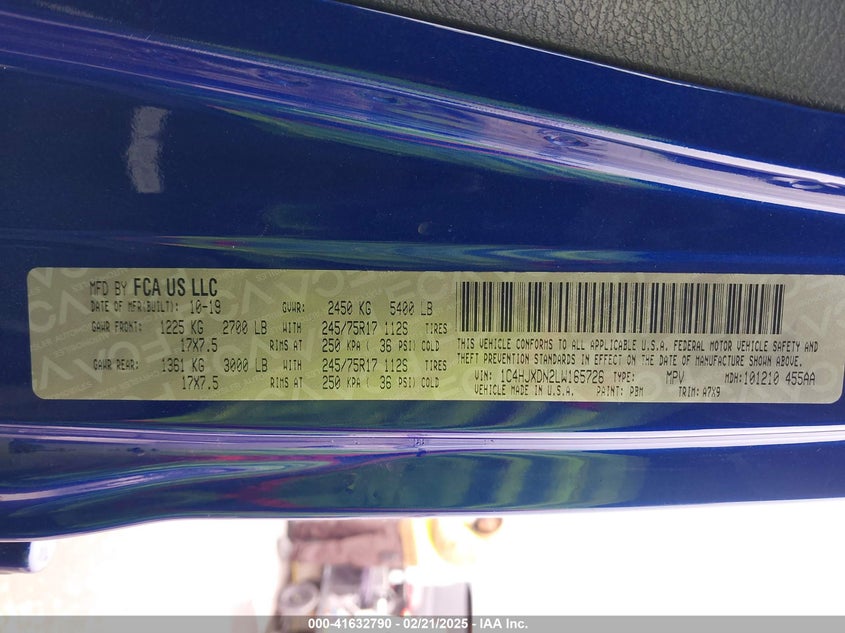 MFD BY FCA US LLC
DATE OF MFR(BUILT): 10-19 GVWR: 2450 KG 5400 LB
GAWR FRONT: 1225 KG 2700 LB WITH 245/75R17 112S TIRES
17X7.5 RIMS AT 250 KPA ( 36 PSI) COLD
GAWR REAR: 1361 KG 3000 LB WITH 245/75R17 112S TIRES
17X7.5 RIMS AT 250 KPA ( 36 PSI) COLD
THIS VEHICLE CONFORMS TO ALL APPLICABLE U.S.A. FEDERAL MOTOR VEHICLE SAFETY AND
THEFT PREVENTION STANDARDS IN EFFECT ON THE DATE OF MANUFACTURE SHOWN ABOVE.
VIN: 1C4HJXDN2LW165726 TYPE: MPV MDH: 101210 455AA
VEHICLE MADE IN U.S.A. PAINT: PBM TRIM: A7X9
000-41632790 - 02/21/2025 - IAA Inc.